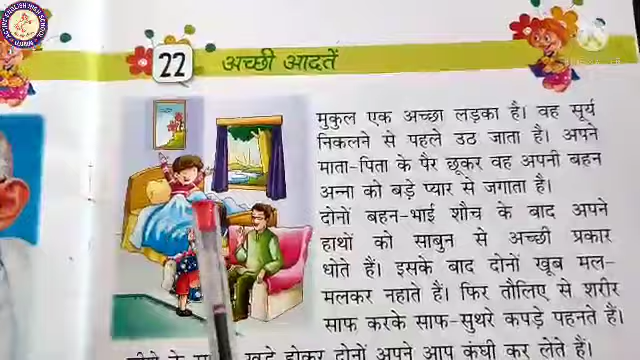 22
अच्छी आदतें
मुकुल एक अच्छा लड़का है। वह सूर्य
निकलने से पहले उठ जाता है। अपने
माता-पिता के पैर छूकर वह अपनी बहन
अन्ना को बड़े प्यार से जगाता है।
दोनों बहन-भाई शौच के बाद अपने
हाथों को साबुन से अच्छी प्रकार
धोते हैं। इसके बाद दोनों खूब मल-
मलकर नहाते हैं। फिर तौलिए से शरीर
साफ करके साफ-सुथरे कपड़े पहनते हैं।
होकर दोनों अपने आप कंघी कर लेते हैं।